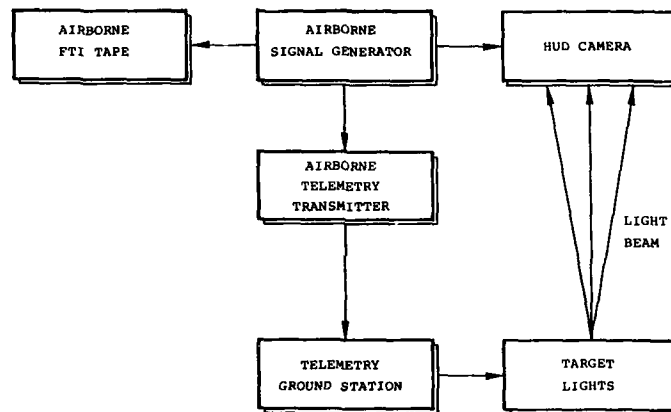 AIRBORNE
FTI TAPE
AIRBORNE
SIGNAL GENERATOR
HUD CAMERA
AIRBORNE
TELEMETRY
TRANSMITTER
LIGHT
BEAM
TELEMETRY
GROUND STATION
TARGET
LIGHTS